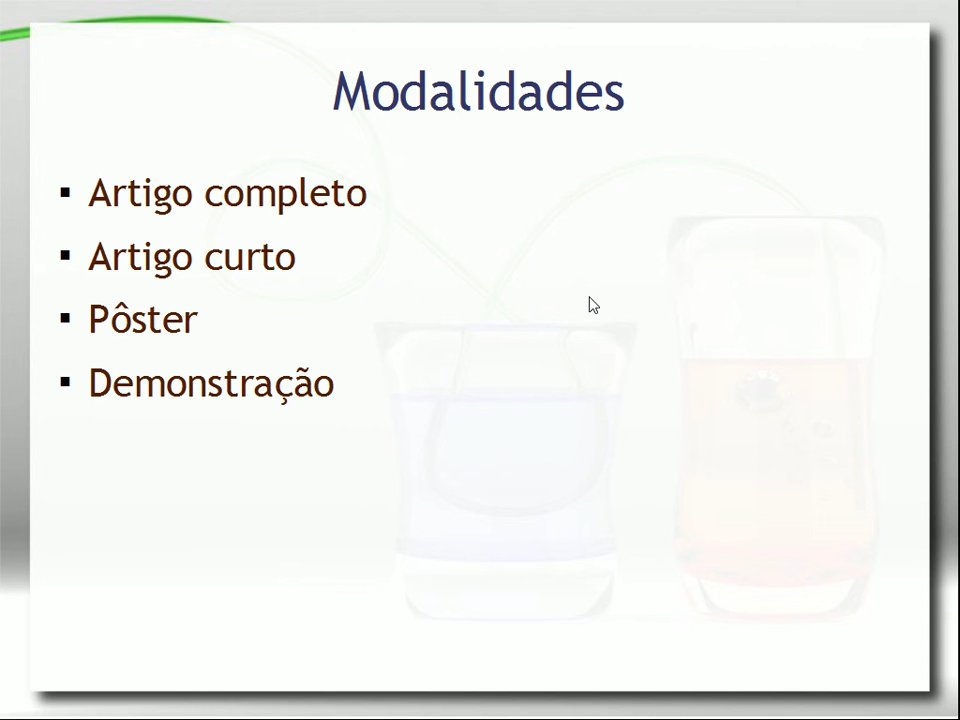 Modalidades
▪ Artigo completo
▪ Artigo curto
▪ Pôster
▪ Demonstração